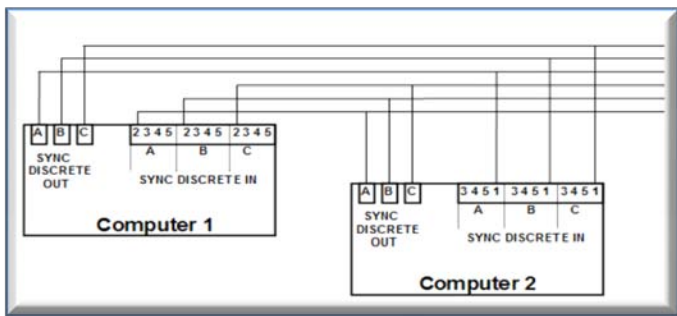 A B C
2 3 4 5 2 3 4 5 2 3 4 5
A B C
SYNC
DISCRETE
OUT
SYNC DISCRETE IN
Computer 1
A B C
3 4 5 1 3 4 5 1 3 4 5 1
A B C
SYNC
DISCRETE
OUT
SYNC DISCRETE IN
Computer 2